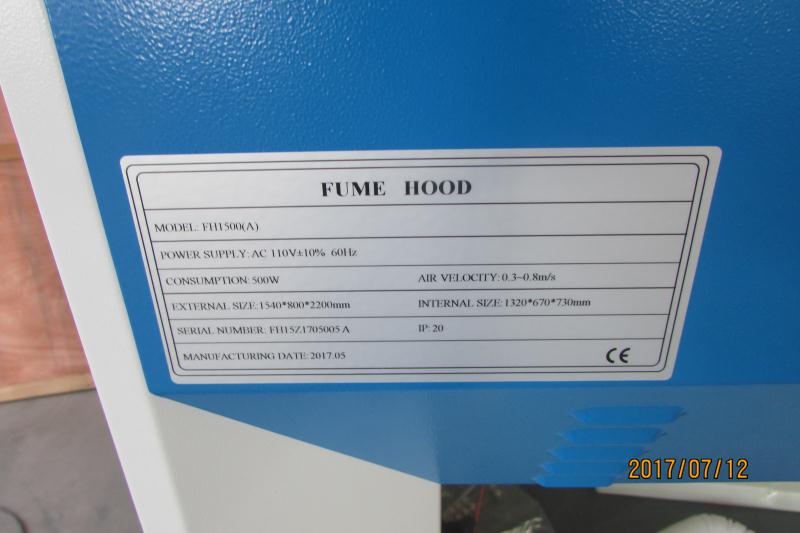 FUME HOOD
MODEL: FH1500(A)
POWER SUPPLY: AC 110V±10% 60Hz
CONSUMPTION: 500W AIR VELOCITY: 0.3~0.8m/s
EXTERNAL SIZE: 1540*800*2200mm INTERNAL SIZE: 1320*670*730mm
SERIAL NUMBER: FH15Z1705005 A IP: 20
MANUFACTURING DATE: 2017.05 CE
2017/07/12